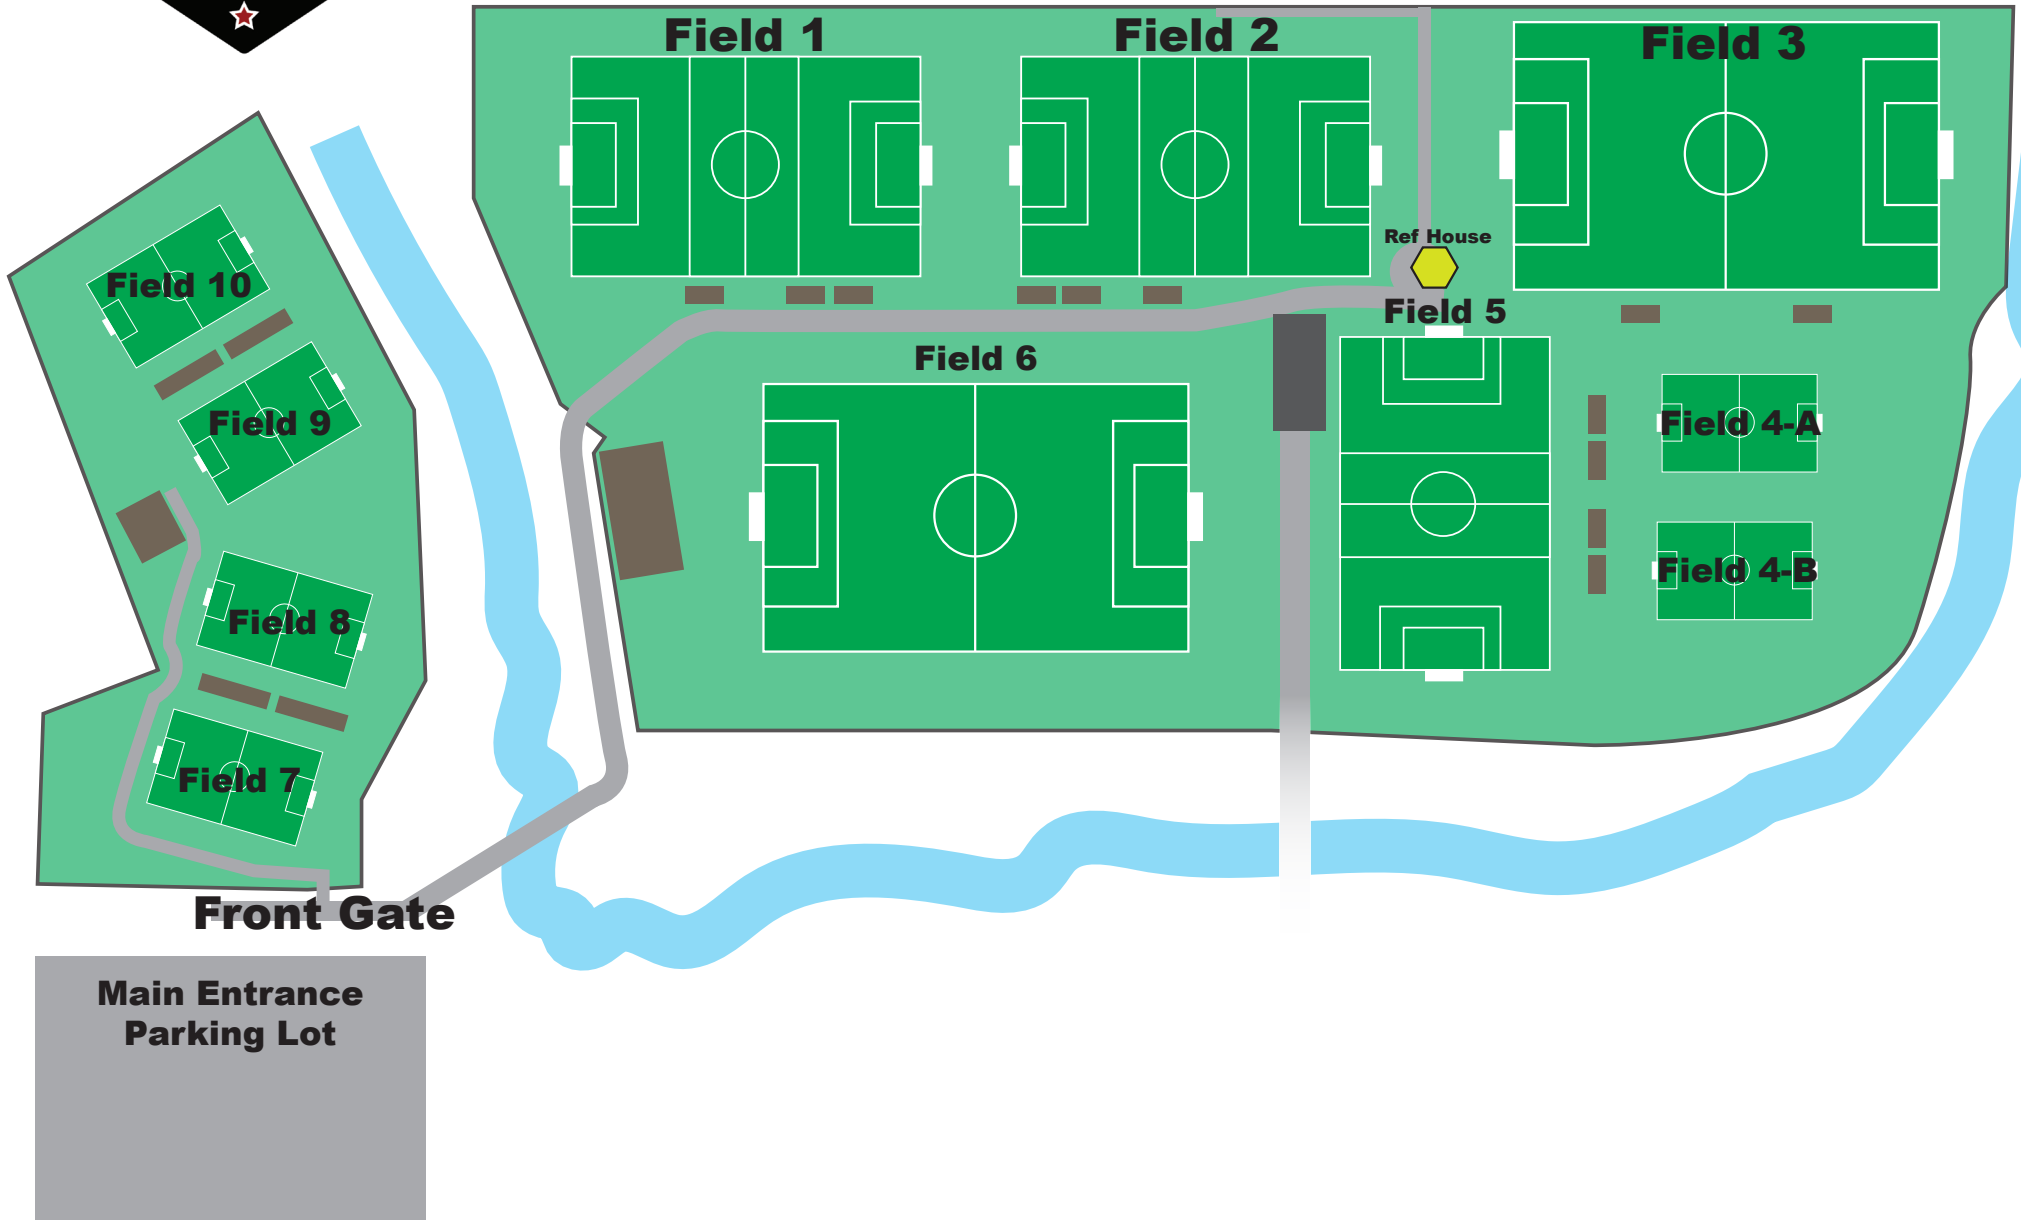 Field 1
Field 2
Field 3
Ref House
Field 10
Field 5
Field 6
Field 9
Field 4-A
Field 4-B
Field 8
Field 7
Front Gate
Main Entrance
Parking Lot